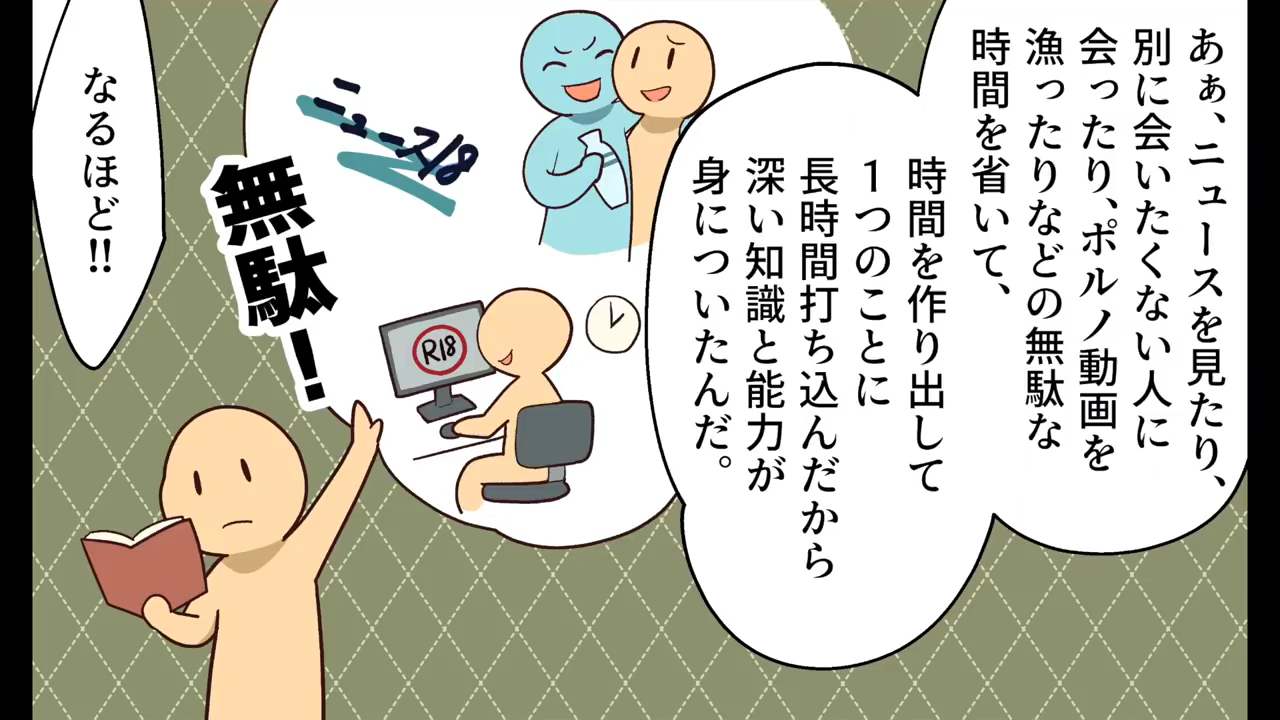 あぁ、ニュースを見たり、
別に会いたくない人に
会ったり、ポルノ動画を
漁ったりなどの無駄な
時間を省いて、
時間を作り出して
1つのことに
長時間打ち込んだから
深い知識と能力が
身についたんだ。
ニュース18
R18
無駄!
なるほど!!